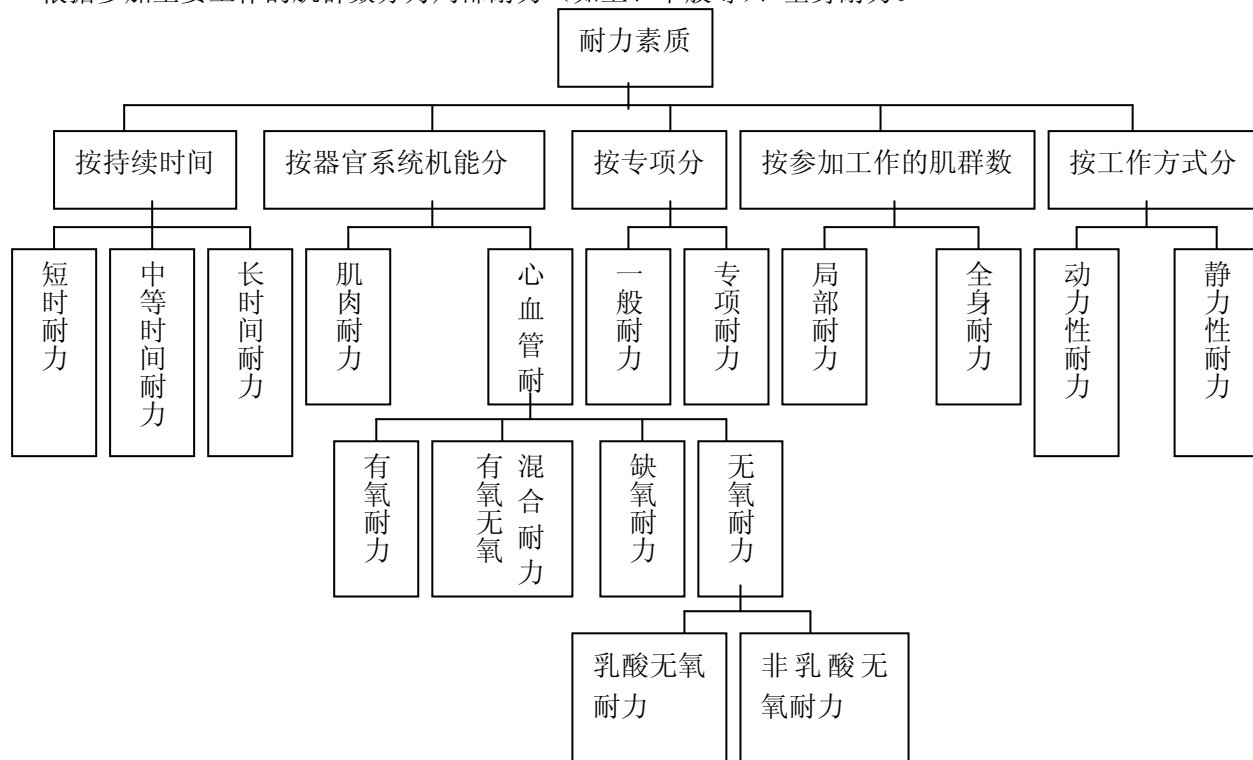 耐力素质
按持续时间
按器官系统机能分
按专项分
按参加工作的肌群数
按工作方式分
短时耐力
中等时间耐力
长时间耐力
肌肉耐力
心血管耐
一般耐力
专项耐力
局部耐力
全身耐力
动力性耐力
静力性耐力
有氧耐力
有氧无氧
混合耐力
缺氧耐力
无氧耐力
乳酸无氧
耐力
非乳酸无
氧耐力